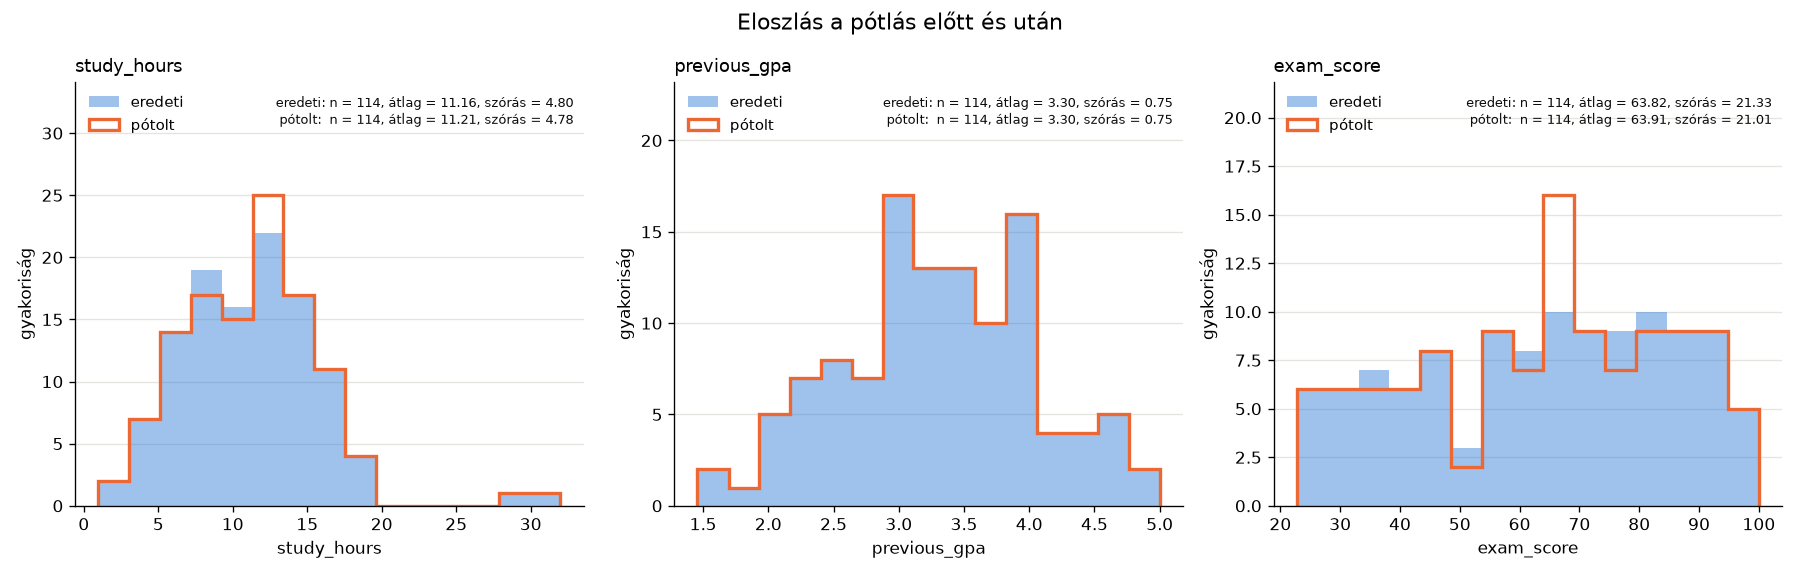 Eloszlás a pótlás előtt és után
study_hours
eredeti
pótolt
eredeti: n = 114, átlag = 11.16, szórás = 4.80
pótolt: n = 114, átlag = 11.21, szórás = 4.78
30
25
20
15
10
5
0
gyakoriság
0 5 10 15 20 25 30
study_hours
previous_gpa
eredeti
pótolt
eredeti: n = 114, átlag = 3.30, szórás = 0.75
pótolt: n = 114, átlag = 3.30, szórás = 0.75
20
15
10
5
0
gyakoriság
1.5 2.0 2.5 3.0 3.5 4.0 4.5 5.0
previous_gpa
exam_score
eredeti
pótolt
eredeti: n = 114, átlag = 63.82, szórás = 21.33
pótolt: n = 114, átlag = 63.91, szórás = 21.01
20.0
17.5
15.0
12.5
10.0
7.5
5.0
2.5
0.0
gyakoriság
20 30 40 50 60 70 80 90 100
exam_score